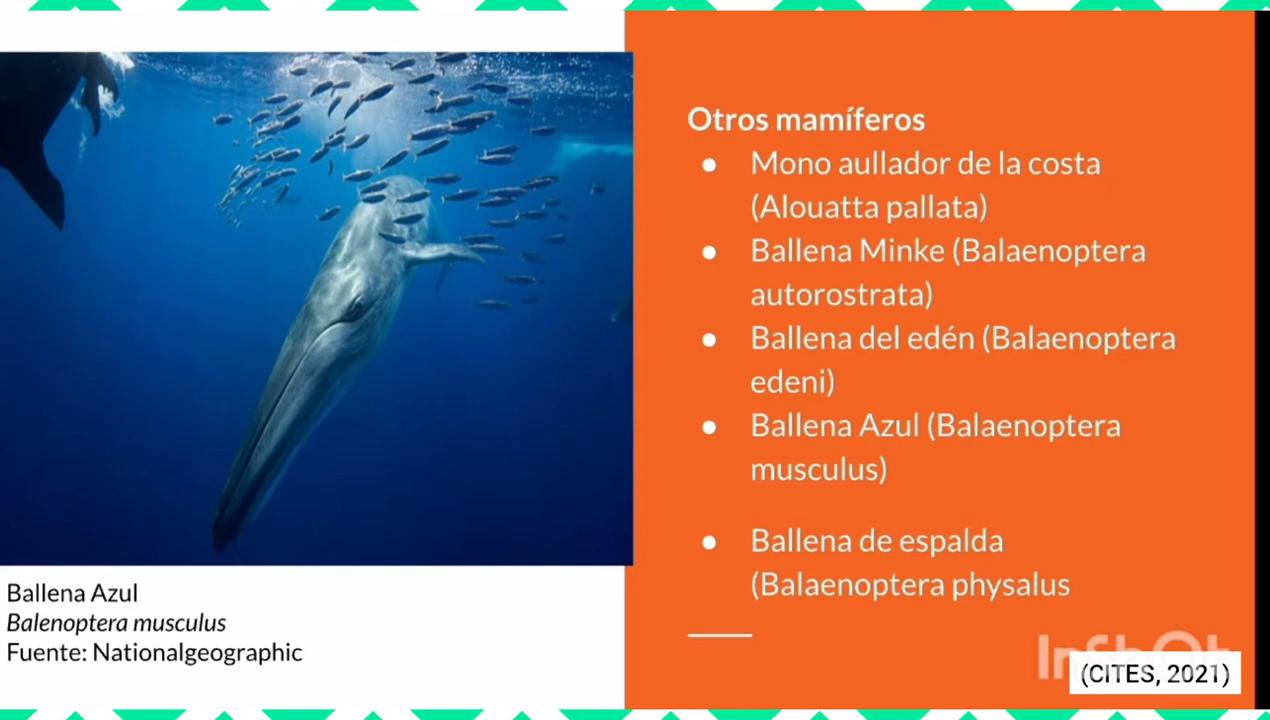 Otros mamíferos
● Mono aullador de la costa
(Alouatta pallata)
● Ballena Minke (Balaenoptera
autorostrata)
● Ballena del edén (Balaenoptera
edeni)
● Ballena Azul (Balaenoptera
musculus)
● Ballena de espalda
(Balaenoptera physalus
Ballena Azul
Balenoptera musculus
Fuente: Nationalgeographic
InShOt
(CITES, 2021)